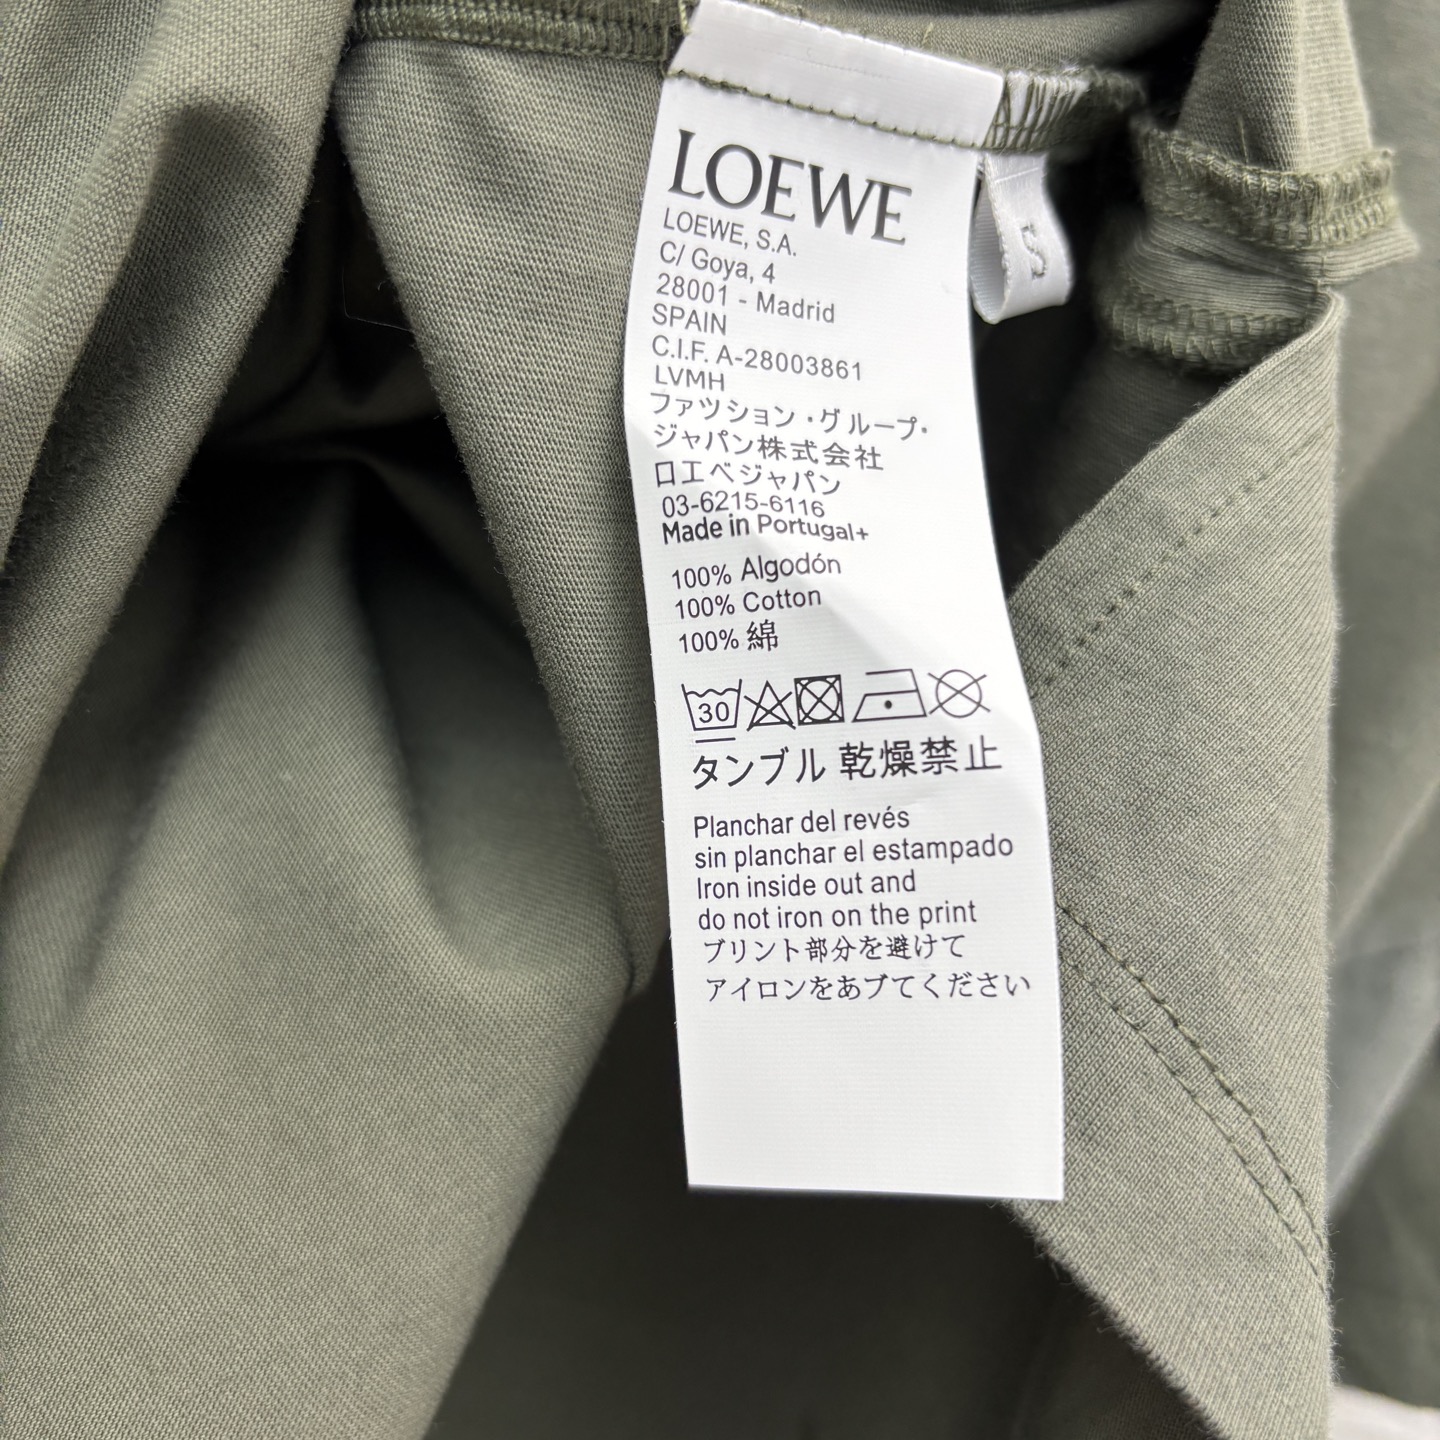 LOEWE
LOEWE, S.A.
C/ Goya, 4
28001 - Madrid
SPAIN
C.I.F. A-28003861
LVMH
ファツション・グループ・
ジャパン株式会社
ロエベジャパン
03-6215-6116
Made in Portugal+
100% Algodón
100% Cotton
100% 綿
30
タンブル 乾燥禁止
Planchar del revés
sin planchar el estampado
Iron inside out and
do not iron on the print
プリント部分を避けて
アイロンをあブてください
S